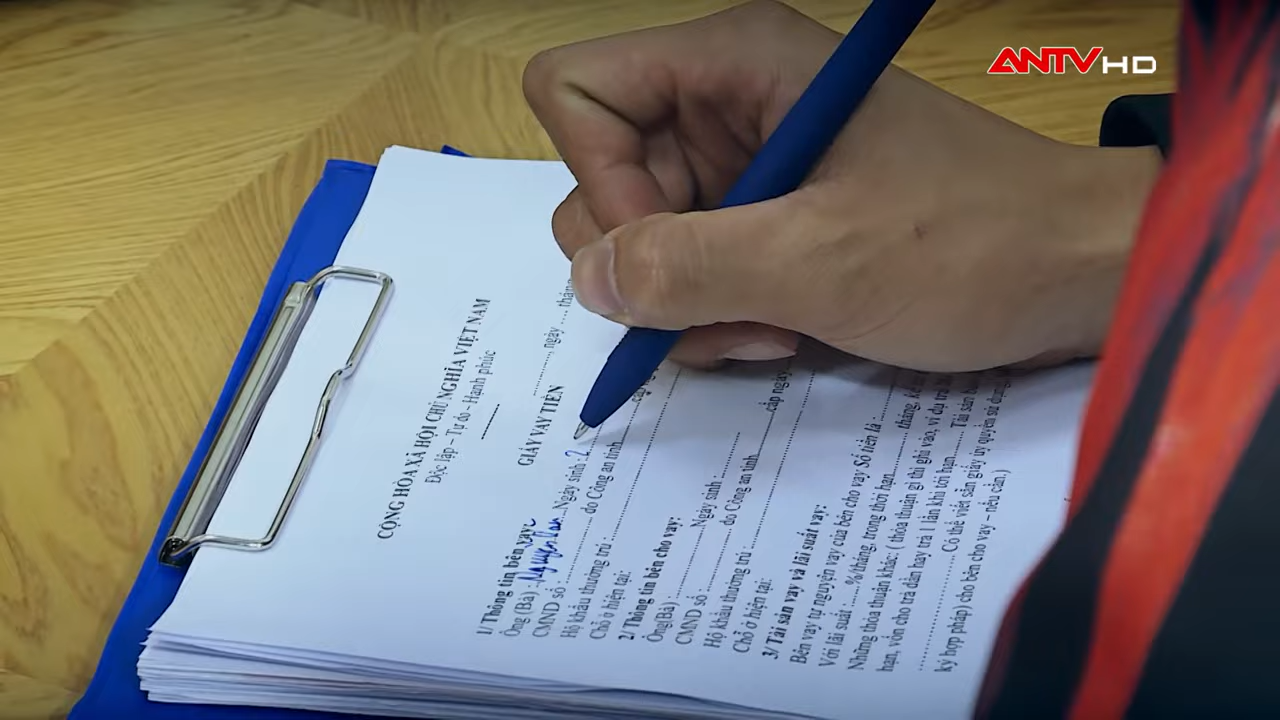 ANTV HD
CỘNG HÒA XÃ HỘI CHỦ NGHĨA VIỆT NAM
Độc lập – Tự do – Hạnh phúc
............, ngày .... tháng
GIẤY VAY TIỀN
1/ Thông tin bên vay:
Ông (Bà) : Nguyễn Văn Ngày sinh : 2
CMND số : .......... do Công an tỉnh.......... cấp
Hộ khẩu thường trú : ..........
Chỗ ở hiện tại:
2/ Thông tin bên cho vay:
Ông(Bà) ..........Ngày sinh : ..........
CMND số : .......... do Công an tỉnh..........cấp ngày
Hộ khẩu thường trú : ..........
Chỗ ở hiện tại:
3/ Tài sản vay và lãi suất vay:
Bên vay tự nguyện vay của bên cho vay Số tiền là : ..........
Với lãi suất ......%/tháng, trong thời hạn.......... tháng,
Những thỏa thuận khác: ( thỏa thuận gì thì ghi vào, ví dụ trả
hạn, vốn cho trả dần hay trả 1 lần khi tới hạn.......... Tài sản
.......... Có thể viết sẵn giấy ủy quyền sử dụng
ký hợp pháp) cho bên cho vay – nếu cần.)